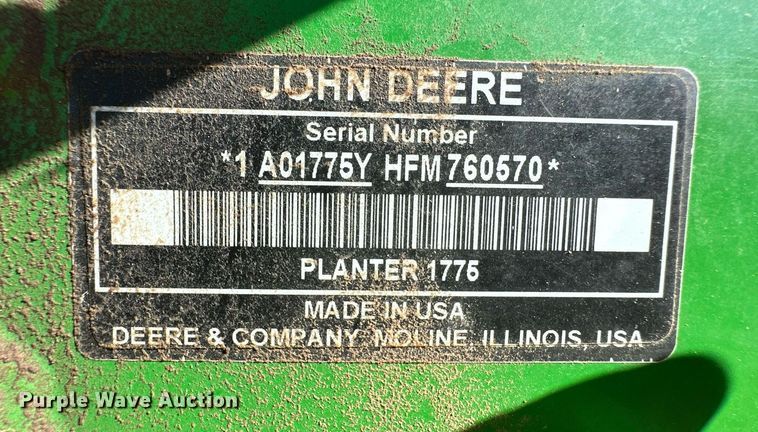 JOHN DEERE
Serial Number
*1 A01775Y HFM 760570*
PLANTER 1775
MADE IN USA
DEERE & COMPANY MOLINE, ILLINOIS, USA
Purple Wave Auction